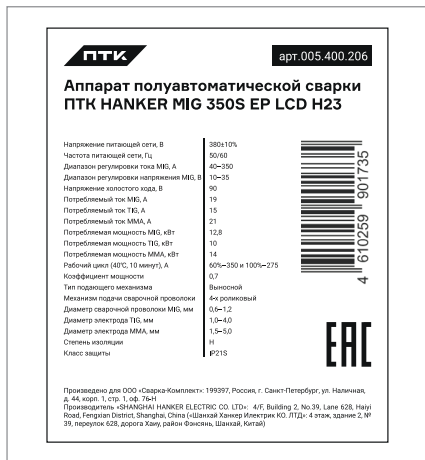 ПТК
арт.005.400.206
Аппарат полуавтоматической сварки
ПТК HANKER MIG 350S EP LCD H23
Напряжение питающей сети, В 380±10%
Частота питающей сети, Гц 50/60
Диапазон регулировки тока MIG, А 40–350
Диапазон регулировки напряжения MIG, В 10–35
Напряжение холостого хода, В 90
Потребляемый ток MIG, А 19
Потребляемый ток TIG, А 15
Потребляемый ток MMA, А 21
Потребляемая мощность MIG, кВт 12,8
Потребляемая мощность TIG, кВт 10
Потребляемая мощность MMA, кВт 14
Рабочий цикл (40°C, 10 минут), А 60%–350 и 100%–275
Коэффициент мощности 0,7
Тип подающего механизма Выносной
Механизм подачи сварочной проволоки 4-х роликовый
Диаметр сварочной проволоки MIG, мм 0,6–1,2
Диаметр электрода TIG, мм 1,0–4,0
Диаметр электрода MMA, мм 1,5–5,0
Степень изоляции H
Класс защиты IP21S
4 610259 901735
EAC
Произведено для ООО «Сварка-Комплект»: 199397, Россия, г. Санкт-Петербург, ул. Наличная,
д. 44, корп. 1, стр. 1, оф. 76-Н
Производитель «SHANGHAI HANKER ELECTRIC CO. LTD»: 4/F, Building 2, No.39, Lane 628, Haiyi
Road, Fengxian District, Shanghai, China («Шанхай Ханкер Илектрик КО. ЛТД»: 4 этаж, здание 2, №
39, переулок 628, дорога Хаиу, район Фэнсянь, Шанхай, Китай)